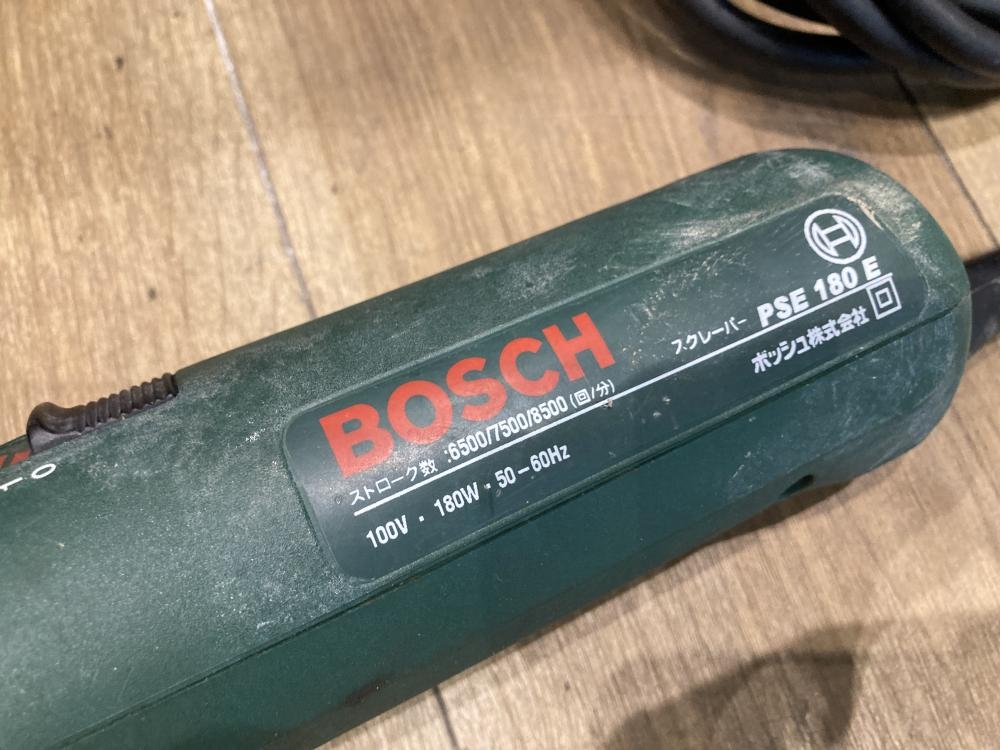 BOSCH
スクレーパー PSE 180 E
ストローク数 :6500/7500/8500 (回/分)
ボッシュ株式会社
100V · 180W · 50-60Hz
I O